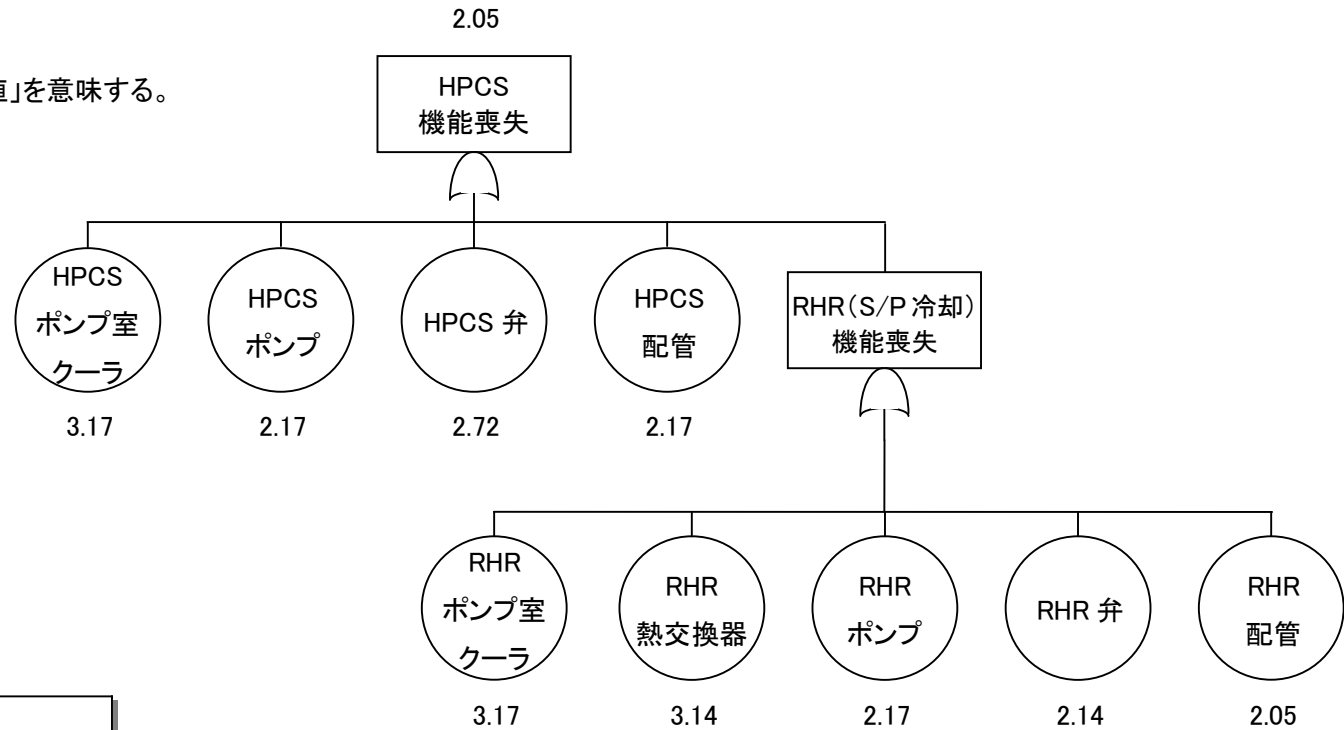 2.05
値」を意味する。
HPCS
機能喪失
HPCS
ポンプ室
クーラ
HPCS
ポンプ
HPCS 弁
HPCS
配管
RHR(S/P 冷却)
機能喪失
3.17
2.17
2.72
2.17
RHR
ポンプ室
クーラ
RHR
熱交換器
RHR
ポンプ
RHR 弁
RHR
配管
3.17
3.14
2.17
2.14
2.05